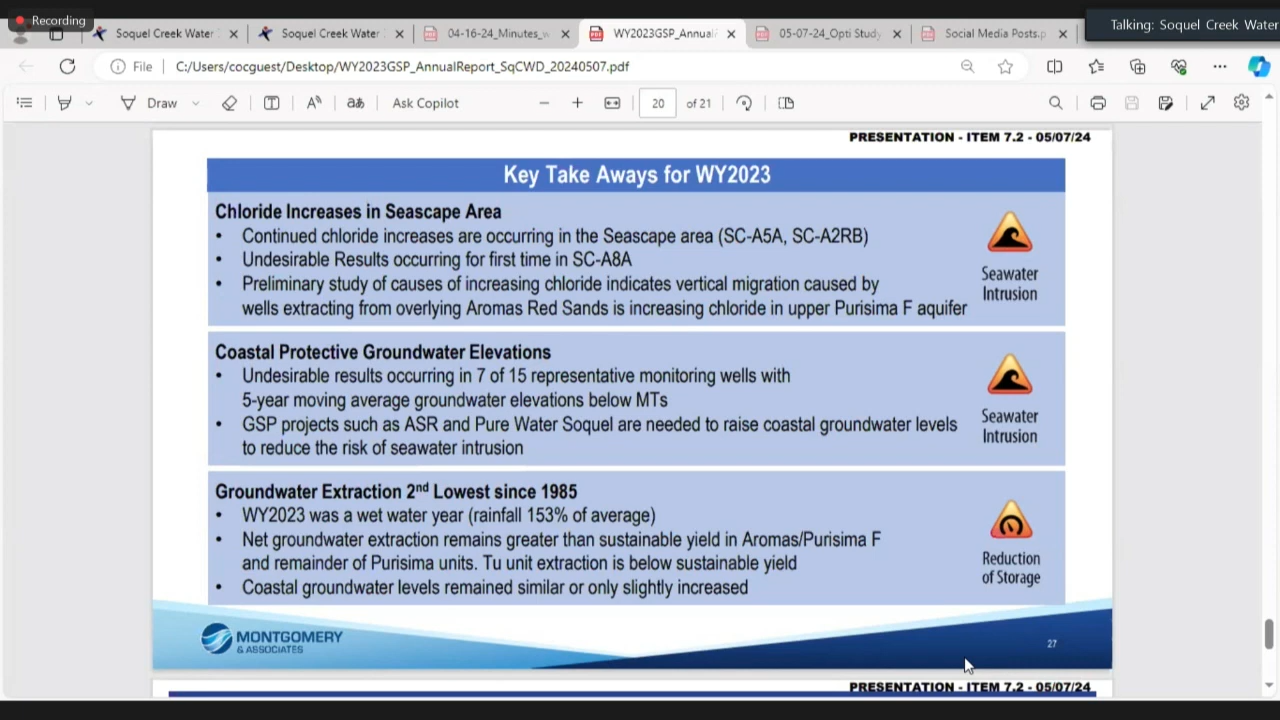 Recording
Talking: Soquel Creek Water
Soquel Creek Water
Soquel Creek Water
04-16-24_Minutes_w
WY2023GSP_Annual
05-07-24_Opti Study
Social Media Posts.p
File
C:/Users/cocguest/Desktop/WY2023GSP_AnnualReport_SqCWD_20240507.pdf
Draw
aあ
Ask Copilot
20
of 21
PRESENTATION - ITEM 7.2 - 05/07/24
Key Take Aways for WY2023
Chloride Increases in Seascape Area
• Continued chloride increases are occurring in the Seascape area (SC-A5A, SC-A2RB)
• Undesirable Results occurring for first time in SC-A8A
• Preliminary study of causes of increasing chloride indicates vertical migration caused by
wells extracting from overlying Aromas Red Sands is increasing chloride in upper Purisima F aquifer
Seawater
Intrusion
Coastal Protective Groundwater Elevations
• Undesirable results occurring in 7 of 15 representative monitoring wells with
5-year moving average groundwater elevations below MTs
• GSP projects such as ASR and Pure Water Soquel are needed to raise coastal groundwater levels
to reduce the risk of seawater intrusion
Seawater
Intrusion
Groundwater Extraction 2nd Lowest since 1985
• WY2023 was a wet water year (rainfall 153% of average)
• Net groundwater extraction remains greater than sustainable yield in Aromas/Purisima F
and remainder of Purisima units. Tu unit extraction is below sustainable yield
• Coastal groundwater levels remained similar or only slightly increased
Reduction
of Storage
MONTGOMERY
& ASSOCIATES
27
PRESENTATION - ITEM 7.2 - 05/07/24